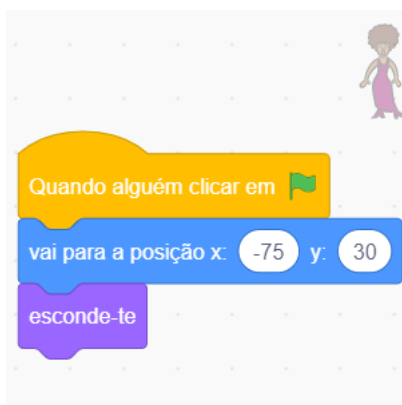 Quando alguém clicar em
vai para a posição x: -75 y: 30
esconde-te